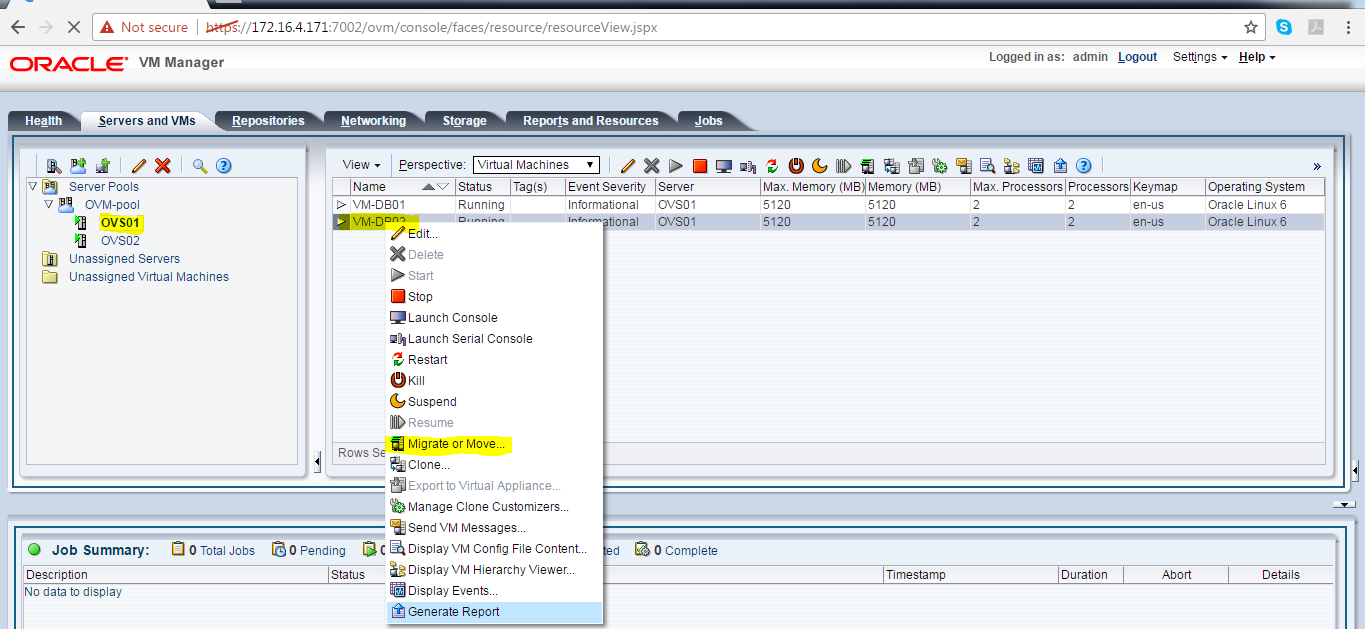 Not secure https://172.16.4.171:7002/ovm/console/faces/resource/resourceView.jspx
ORACLE VM Manager
Logged in as: admin Logout Settings Help
Health Servers and VMs Repositories Networking Storage Reports and Resources Jobs
Server Pools
OVM-pool
OVS01
OVS02
Unassigned Servers
Unassigned Virtual Machines
View Perspective: Virtual Machines »
Name Status Tag(s) Event Severity Server Max. Memory (MB) Memory (MB) Max. Processors Processors Keymap Operating System
VM-DB01 Running Informational OVS01 5120 5120 2 2 en-us Oracle Linux 6
VM-DB02 Running Informational OVS01 5120 5120 2 2 en-us Oracle Linux 6
Edit...
Delete
Start
Stop
Launch Console
Launch Serial Console
Restart
Kill
Suspend
Resume
Migrate or Move...
Clone...
Export to Virtual Appliance...
Manage Clone Customizers...
Send VM Messages...
Display VM Config File Content...
Display VM Hierarchy Viewer...
Display Events...
Generate Report
Rows Se
Job Summary: 0 Total Jobs 0 Pending 0 ted 0 Complete
Description Status Timestamp Duration Abort Details
No data to display